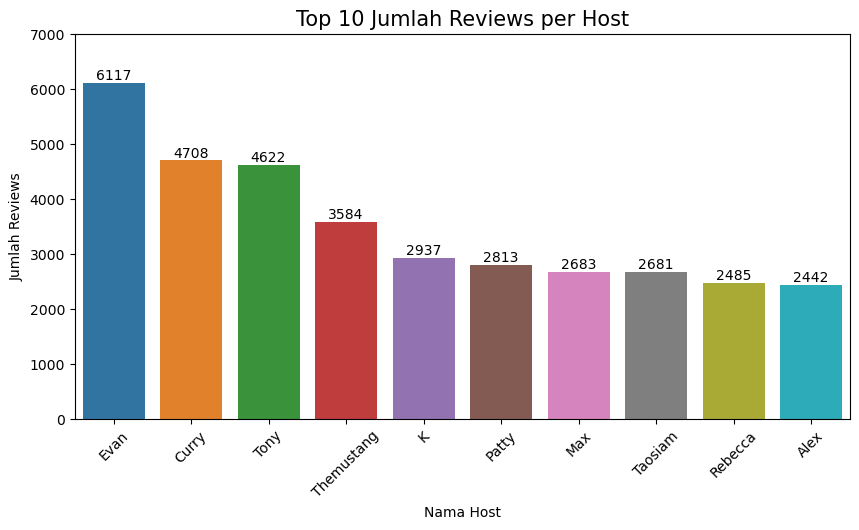 Top 10 Jumlah Reviews per Host
Jumlah Reviews
7000
6000
5000
4000
3000
2000
1000
0
6117
4708
4622
3584
2937
2813
2683
2681
2485
2442
Evan
Curry
Tony
Themustang
K
Patty
Max
Taosiam
Rebecca
Alex
Nama Host